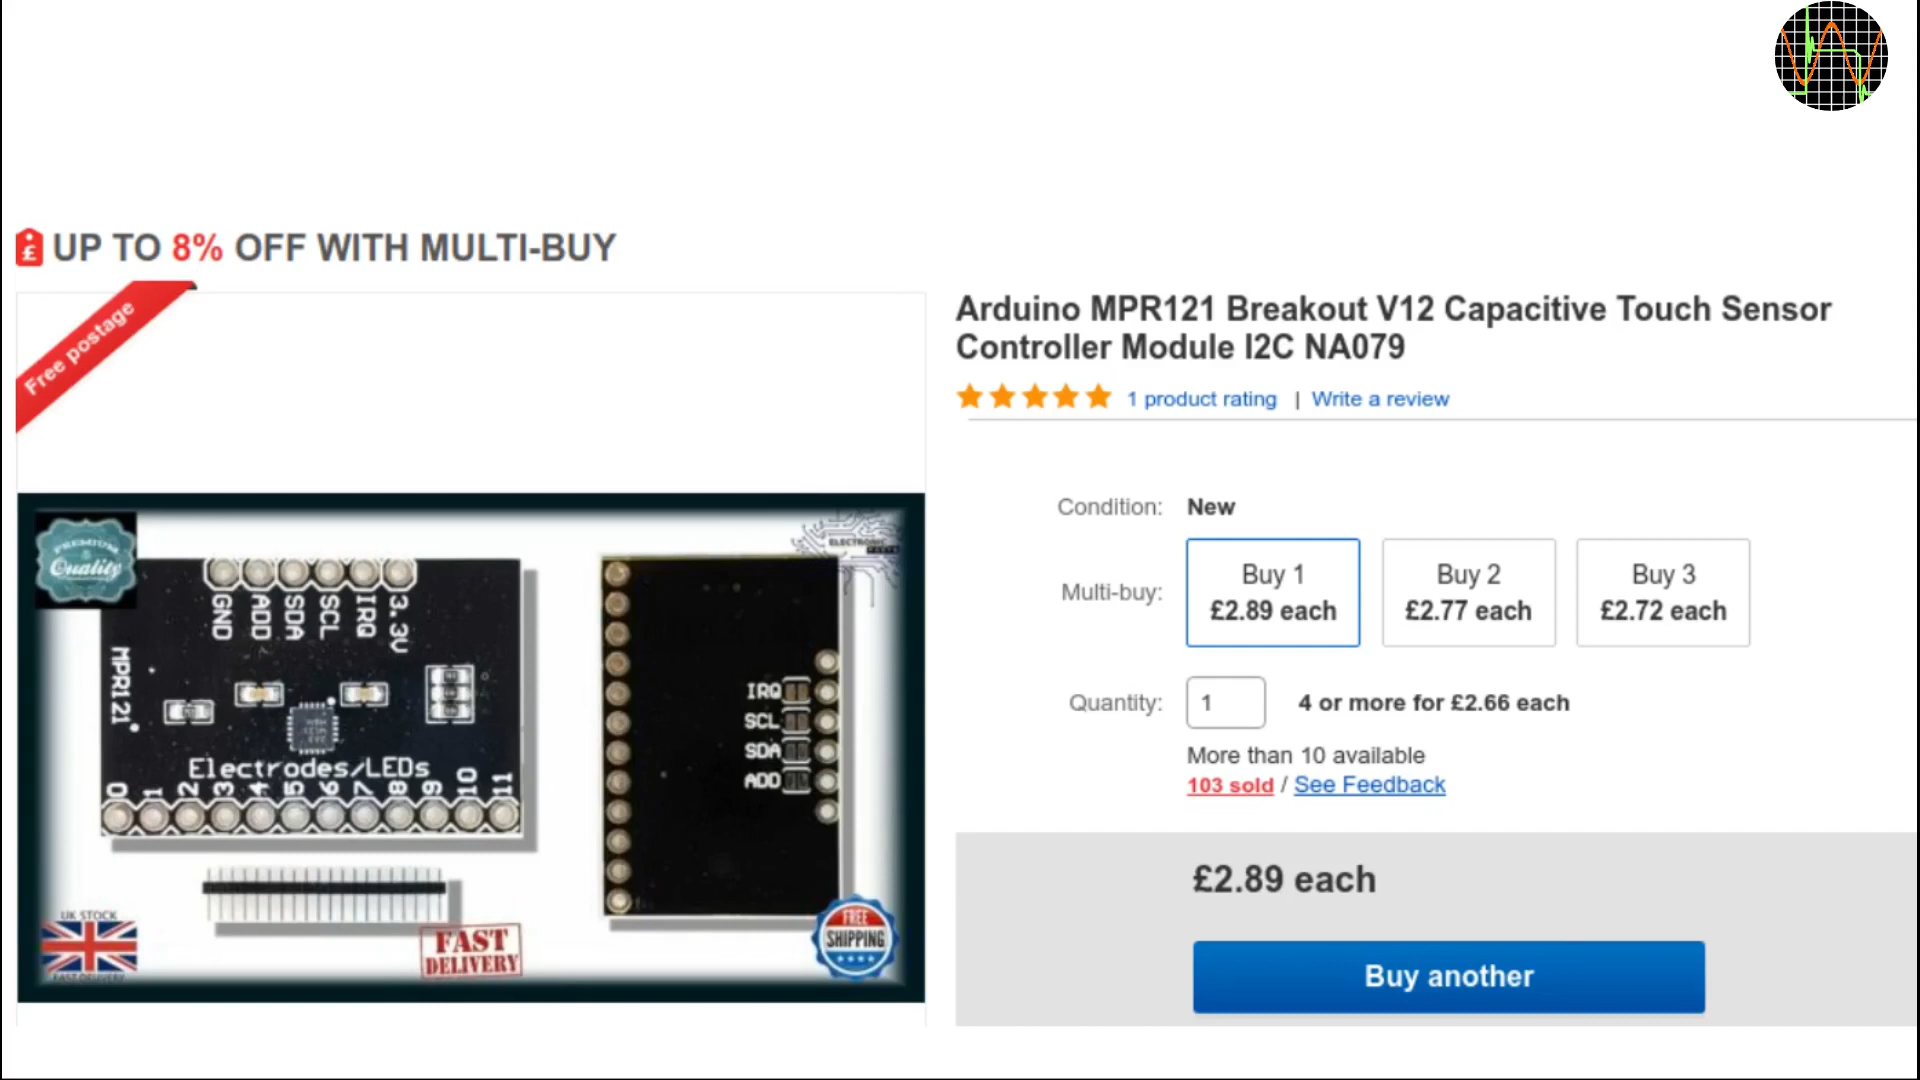 £ UP TO 8% OFF WITH MULTI-BUY
Free postage
Arduino MPR121 Breakout V12 Capacitive Touch Sensor
Controller Module I2C NA079
1 product rating | Write a review
Condition: New
Multi-buy:
Buy 1
£2.89 each
Buy 2
£2.77 each
Buy 3
£2.72 each
Quantity: 1 4 or more for £2.66 each
More than 10 available
103 sold / See Feedback
£2.89 each
Buy another
PREMIUM
Quality
ELECTRONIC
GND
ADD
SDA
SCL
IRQ
3.3V
MPR121
Electrodes/LEDs
0 1 2 3 4 5 6 7 8 9 10 11
IRQ
SCL
SDA
ADD
UK STOCK
FAST DELIVERY
FAST
DELIVERY
FREE
SHIPPING